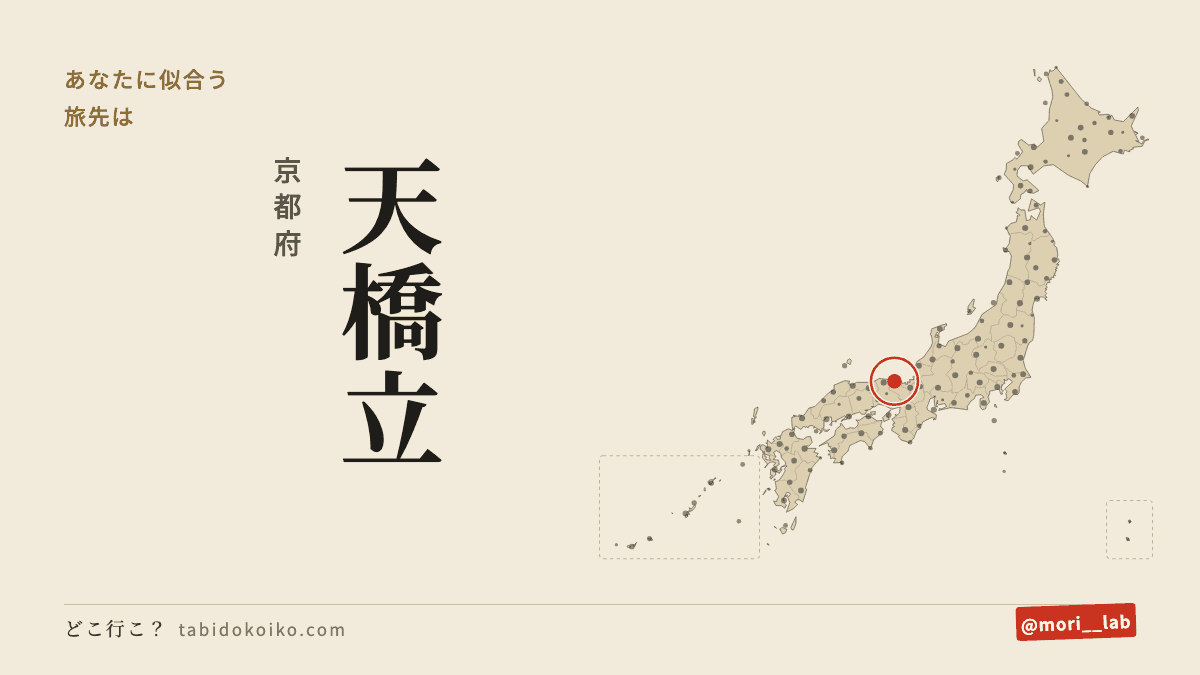 あなたに似合う
旅先は
天橋立
京都府
どこ行こ? tabidokoiko.com
@mori__lab